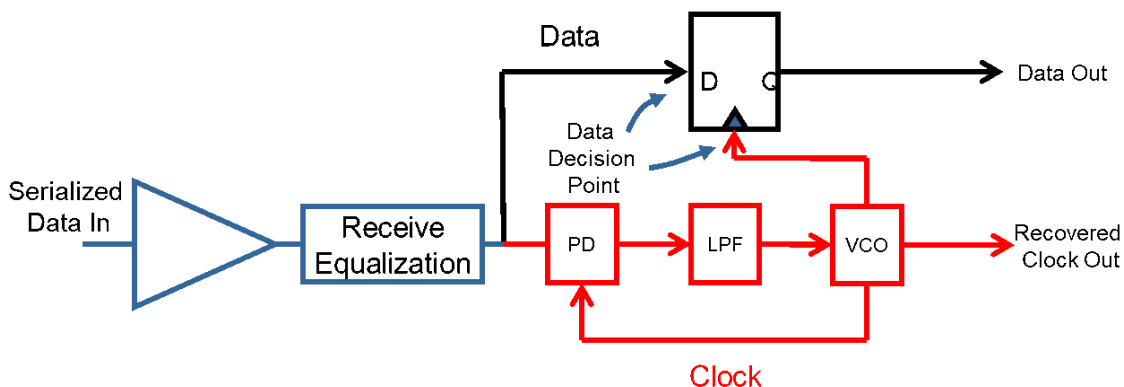 Data
D
Q
Data Out
Data
Decision
Point
Serialized
Data In
Receive
Equalization
PD
LPF
VCO
Recovered
Clock Out
Clock